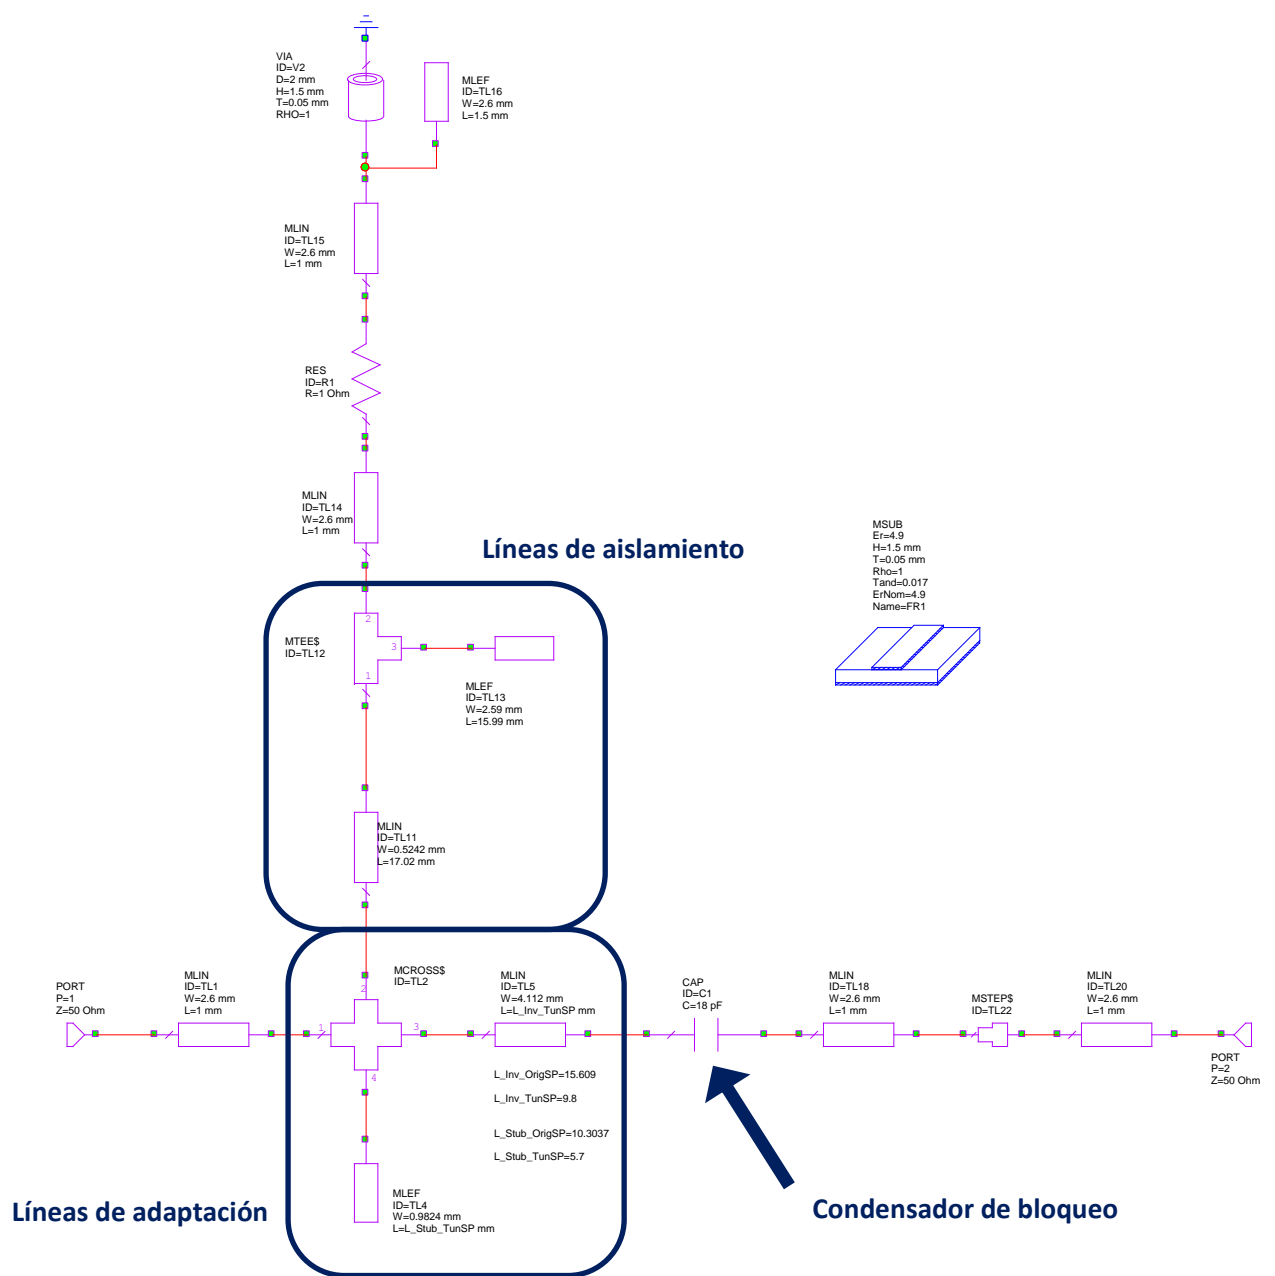 VIA
ID=V2
D=2 mm
H=1.5 mm
T=0.05 mm
RHO=1
MLEF
ID=TL16
W=2.6 mm
L=1.5 mm
MLIN
ID=TL15
W=2.6 mm
L=1 mm
RES
ID=R1
R=1 Ohm
MLIN
ID=TL14
W=2.6 mm
L=1 mm
Líneas de aislamiento
MSUB
Er=4.9
H=1.5 mm
T=0.05 mm
Rho=1
Tand=0.017
ErNom=4.9
Name=FR1
MTEE$
ID=TL12
2
3
1
MLEF
ID=TL13
W=2.59 mm
L=15.99 mm
MLIN
ID=TL11
W=0.5242 mm
L=17.02 mm
PORT
P=1
Z=50 Ohm
MLIN
ID=TL1
W=2.6 mm
L=1 mm
MCROSS$
ID=TL2
2
1
3
4
MLIN
ID=TL5
W=4.112 mm
L=L_Inv_TunSP mm
CAP
ID=C1
C=18 pF
MLIN
ID=TL18
W=2.6 mm
L=1 mm
MSTEP$
ID=TL22
MLIN
ID=TL20
W=2.6 mm
L=1 mm
PORT
P=2
Z=50 Ohm
L_Inv_OrigSP=15.609
L_Inv_TunSP=9.8
L_Stub_OrigSP=10.3037
L_Stub_TunSP=5.7
MLEF
ID=TL4
W=0.9824 mm
L=L_Stub_TunSP mm
Líneas de adaptación
Condensador de bloqueo